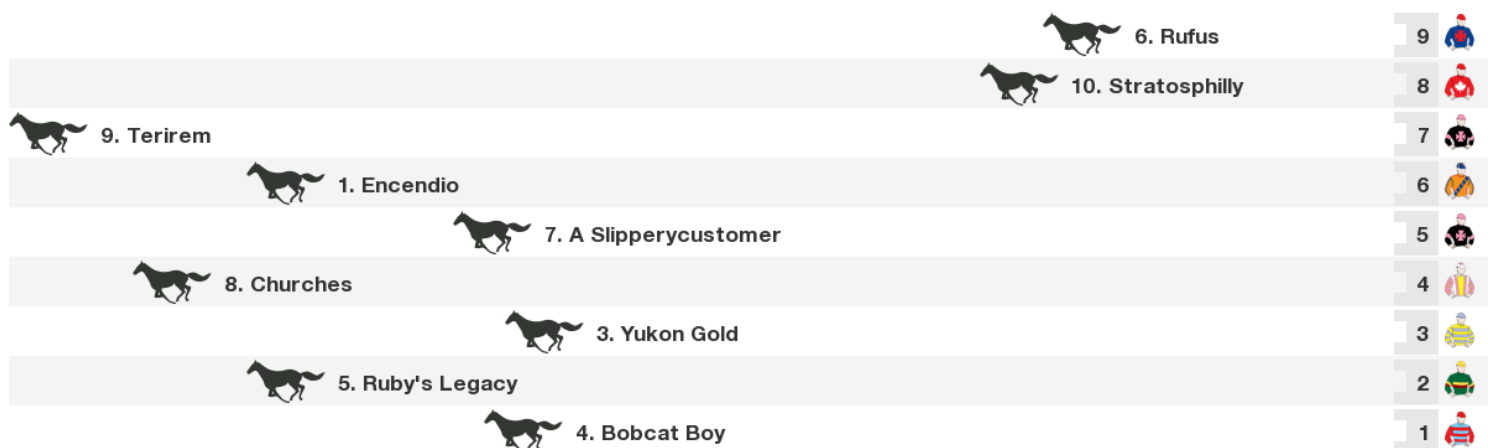 6. Rufus 9
10. Stratosphilly 8
9. Terirem 7
1. Encendio 6
7. A Slipperycustomer 5
8. Churches 4
3. Yukon Gold 3
5. Ruby's Legacy 2
4. Bobcat Boy 1